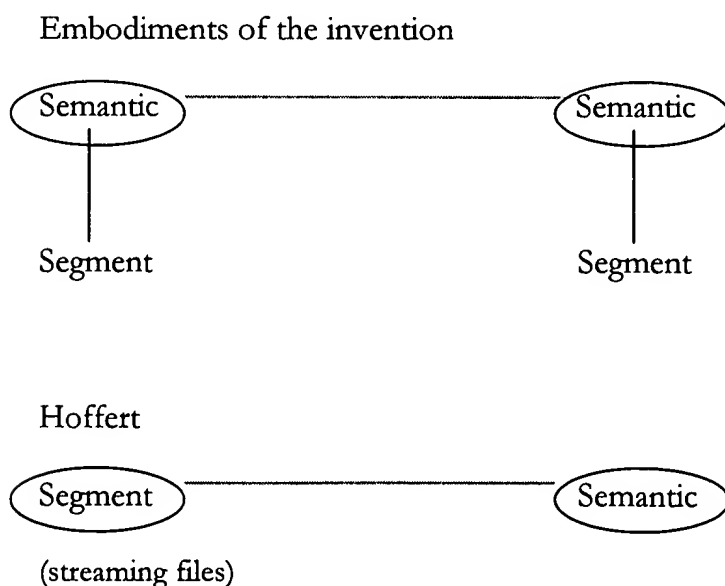 Embodiments of the invention
Semantic Semantic
Segment Segment
Hoffert
Segment Semantic
(streaming files)